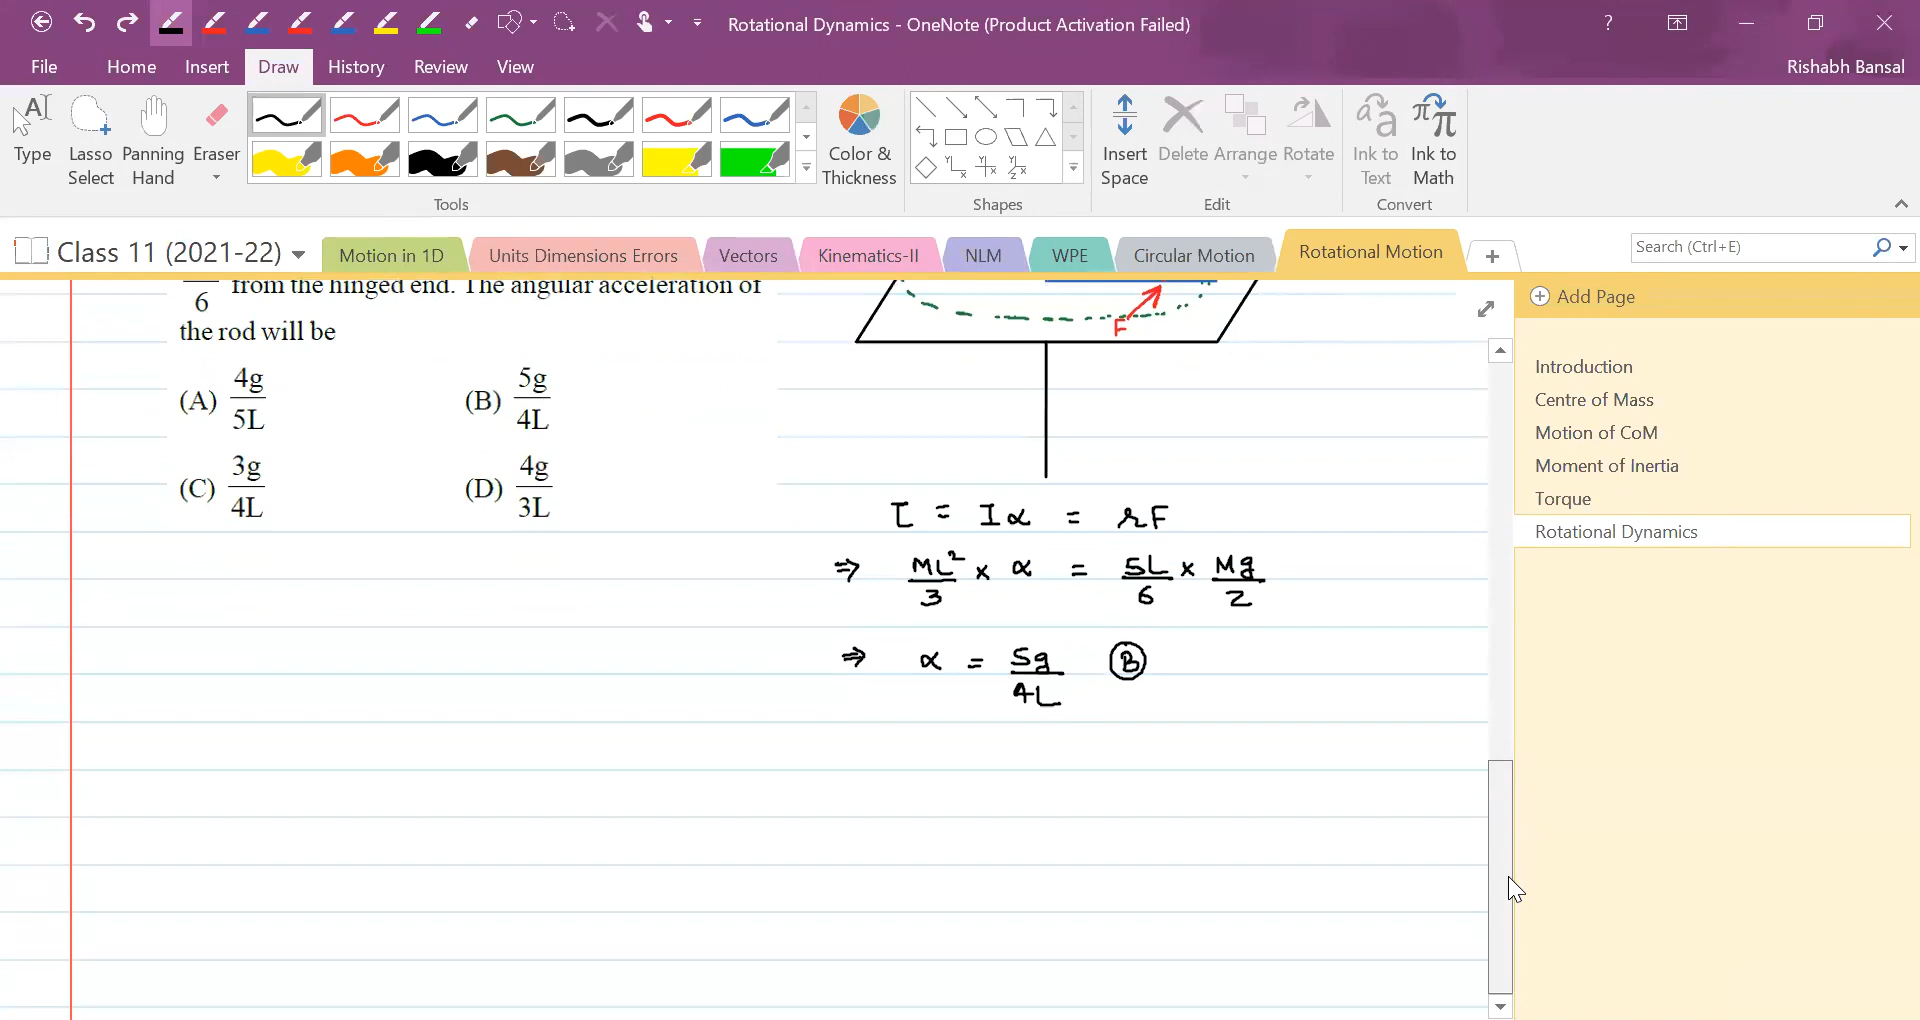 Rotational Dynamics - OneNote (Product Activation Failed)
?
File Home Insert Draw History Review View Rishabh Bansal
Type
Lasso Select
Panning Hand
Eraser
Color & Thickness
Insert Space
Delete
Arrange
Rotate
Ink to Text
Ink to Math
Tools Shapes Edit Convert
Class 11 (2021-22)
Motion in 1D Units Dimensions Errors Vectors Kinematics-II NLM WPE Circular Motion Rotational Motion
Search (Ctrl+E)
Add Page
Introduction
Centre of Mass
Motion of CoM
Moment of Inertia
Torque
Rotational Dynamics
6 from the hinged end. The angular acceleration of
the rod will be
(A) 4g/5L (B) 5g/4L
(C) 3g/4L (D) 4g/3L
F
τ = Iα = rF
⇒ ML²/3 × α = 5L/6 × Mg/2
⇒ α = 5g/4L Ⓑ